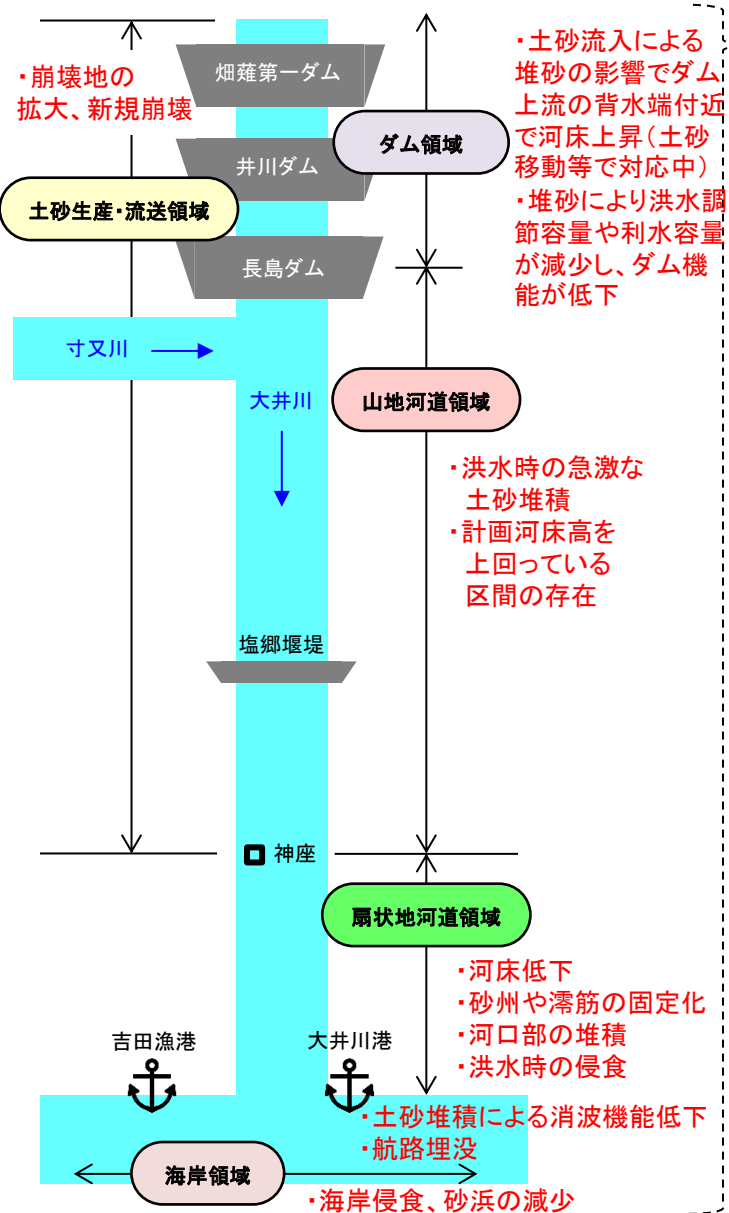 畑薙第一ダム
・崩壊地の
拡大、新規崩壊
・土砂流入による
堆砂の影響でダム
上流の背水端付近
で河床上昇(土砂
移動等で対応中)
・堆砂により洪水調
節容量や利水容量
が減少し、ダム機
能が低下
ダム領域
井川ダム
土砂生産・流送領域
長島ダム
寸又川
大井川
山地河道領域
・洪水時の急激な
土砂堆積
・計画河床高を
上回っている
区間の存在
塩郷堰堤
神座
扇状地河道領域
・河床低下
・砂州や澪筋の固定化
・河口部の堆積
・洪水時の侵食
吉田漁港
大井川港
・土砂堆積による消波機能低下
・航路埋没
海岸領域
・海岸侵食、砂浜の減少